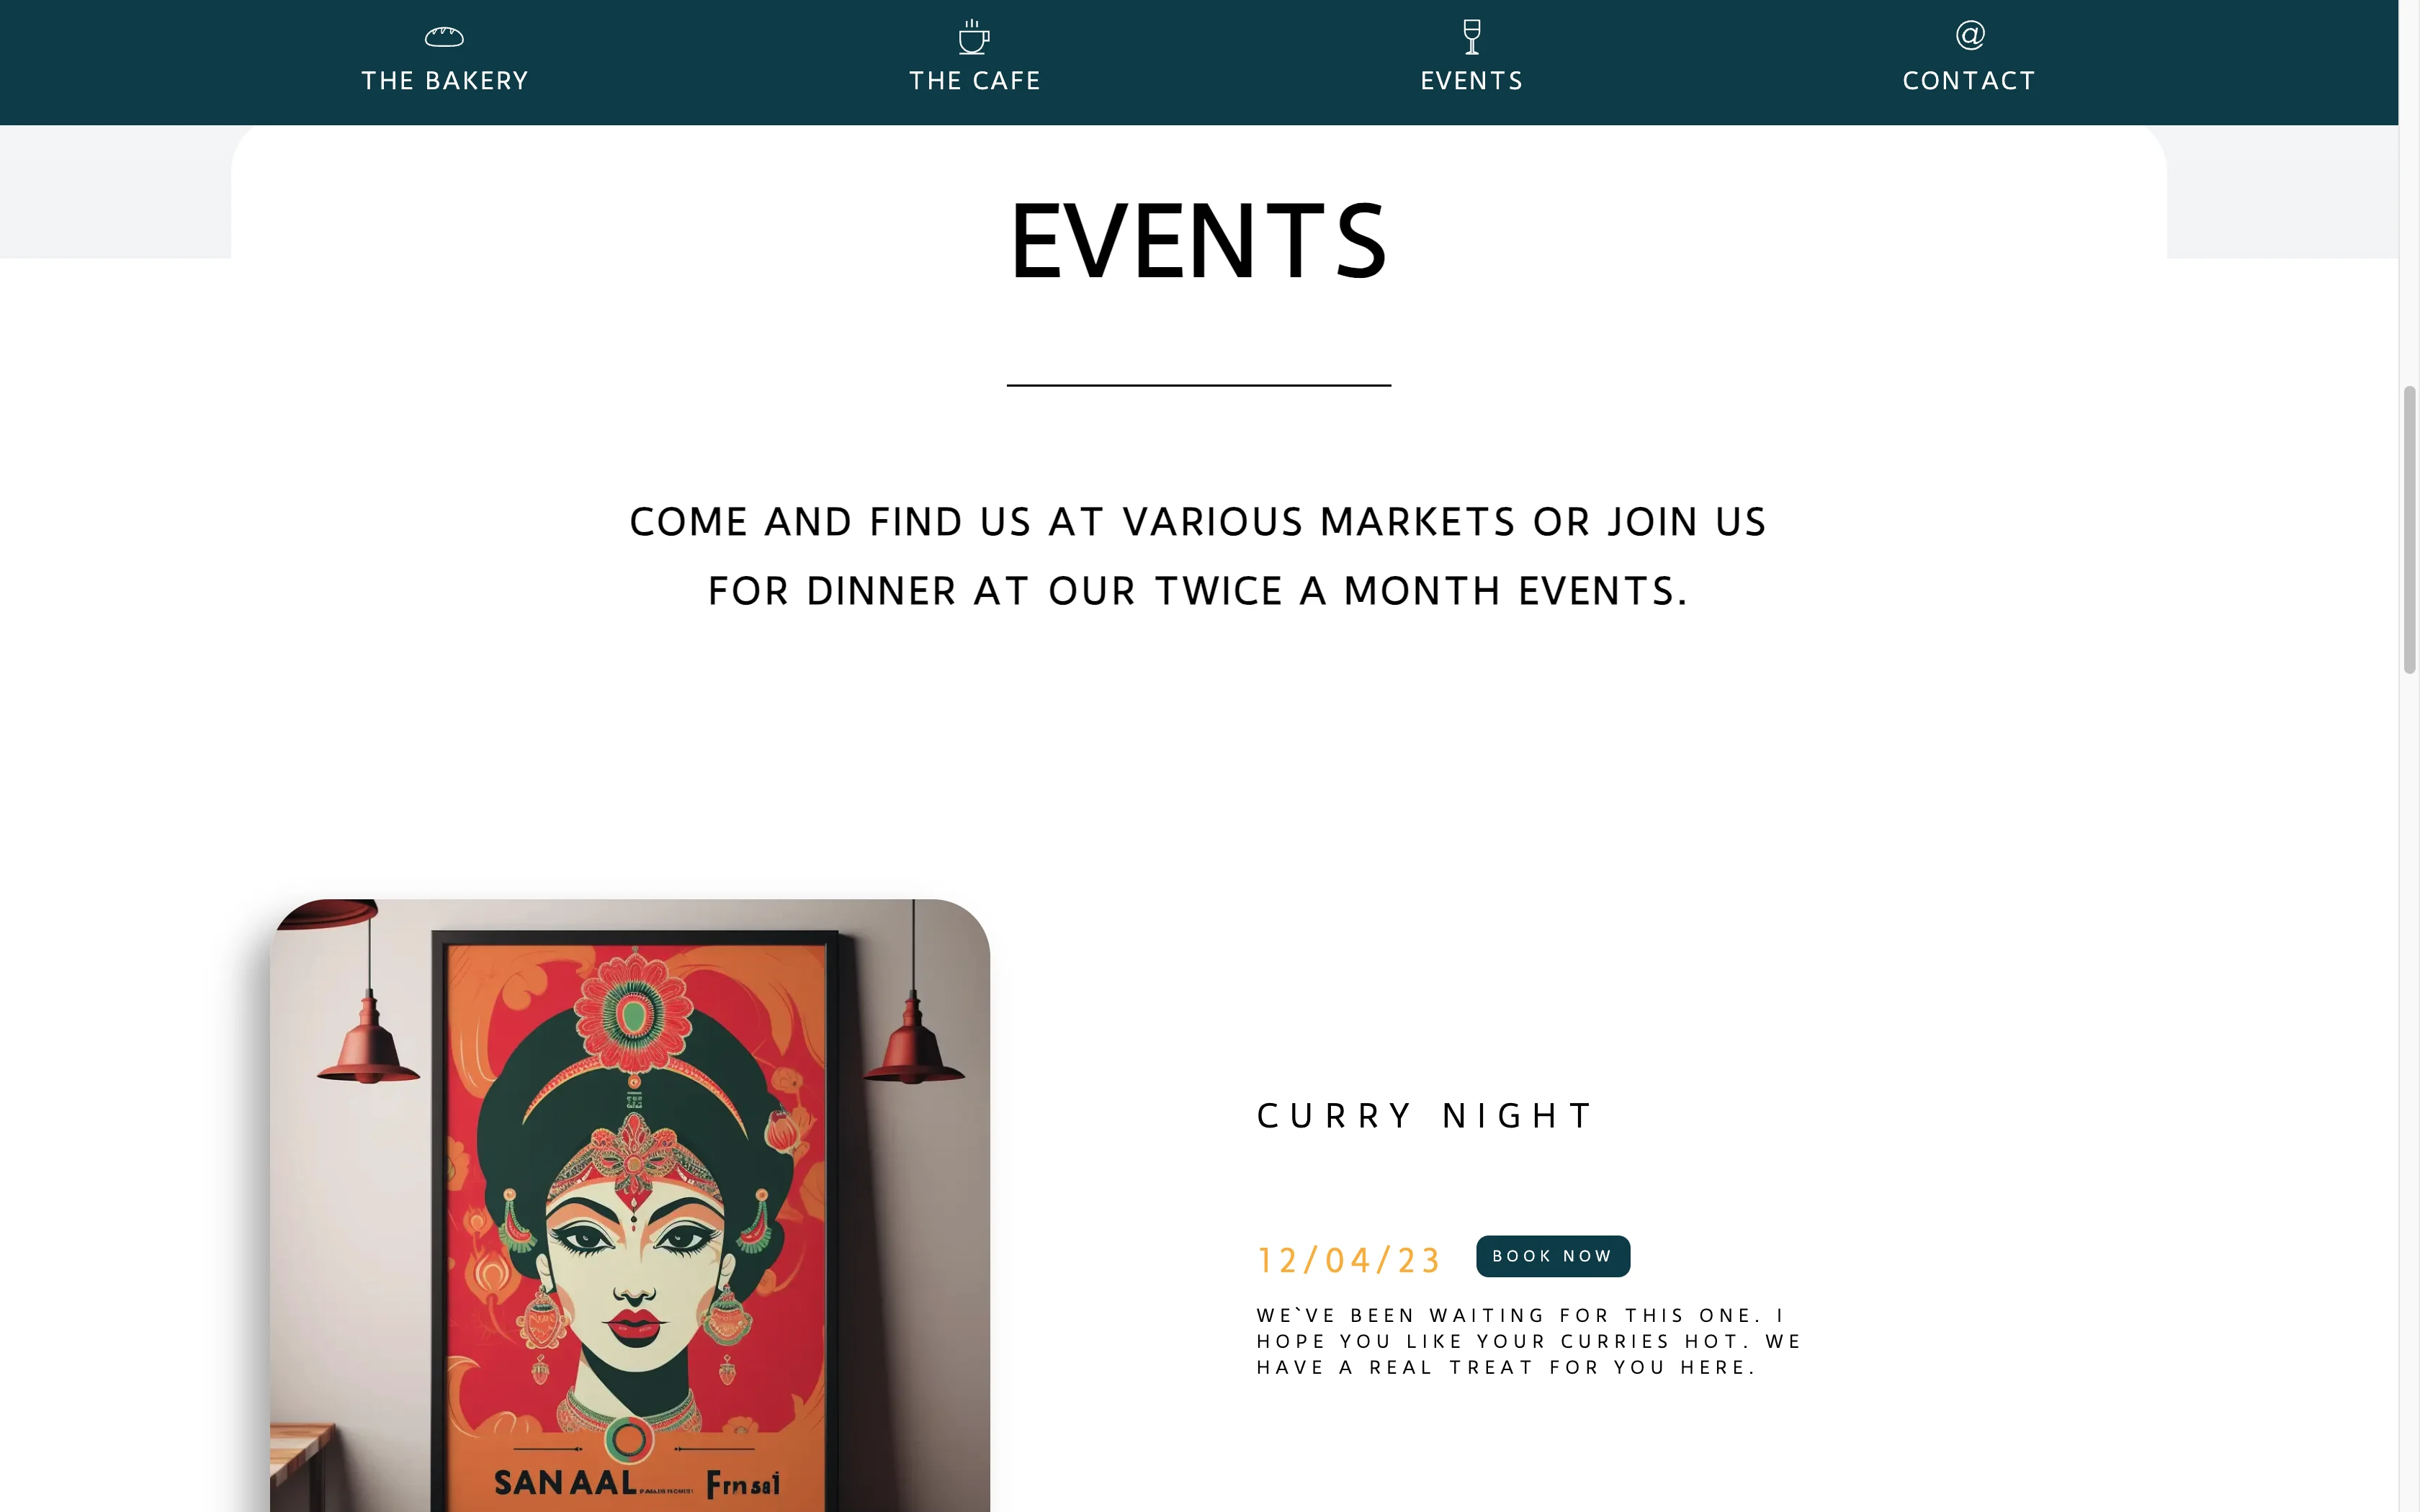 THE BAKERY
THE CAFE
EVENTS
CONTACT
EVENTS
COME AND FIND US AT VARIOUS MARKETS OR JOIN US
FOR DINNER AT OUR TWICE A MONTH EVENTS.
CURRY NIGHT
12/04/23 BOOK NOW
WE`VE BEEN WAITING FOR THIS ONE. I
HOPE YOU LIKE YOUR CURRIES HOT. WE
HAVE A REAL TREAT FOR YOU HERE.
SANAAL